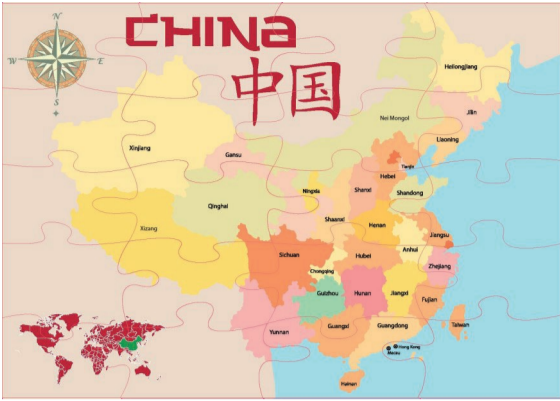 CHINA
中国
N
W
E
S
Heilongjiang
Jilin
Nei Mongol
Liaoning
Xinjiang
Gansu
Tianjin
Hebei
Ningxia
Shanxi
Shandong
Qinghai
Shaanxi
Henan
Xizang
Jiangsu
Anhui
Sichuan
Hubei
Zhejiang
Chongqing
Guizhou
Hunan
Jiangxi
Fujian
Yunnan
Guangxi
Guangdong
Taiwan
Hong Kong
Macau
Hainan